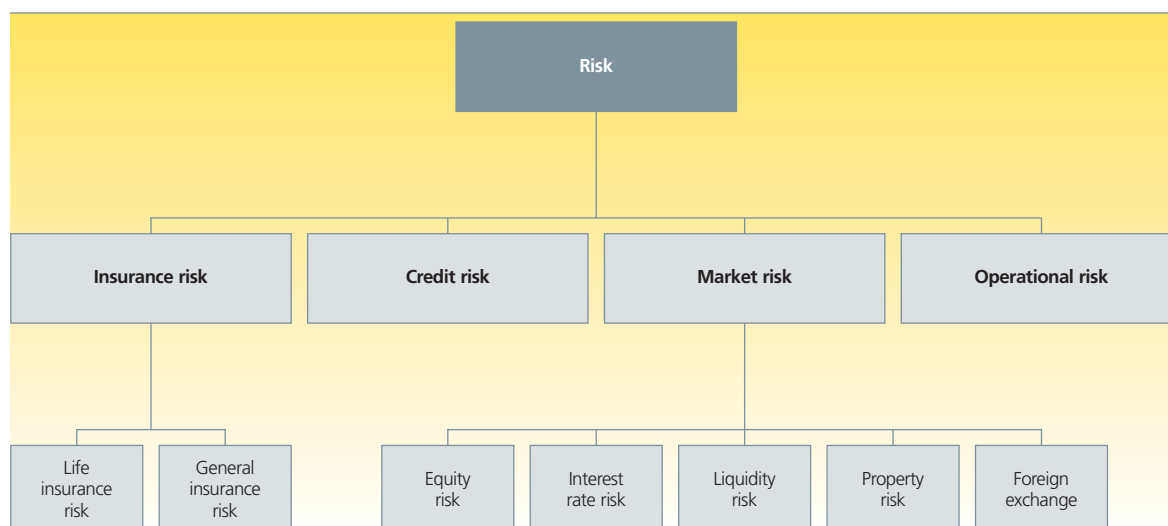 Risk
Insurance risk
Credit risk
Market risk
Operational risk
Life
insurance
risk
General
insurance
risk
Equity
risk
Interest
rate risk
Liquidity
risk
Property
risk
Foreign
exchange